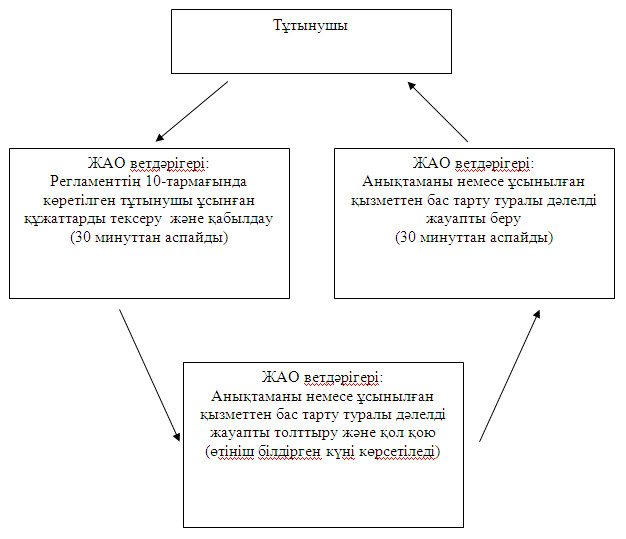 Тұтынушы
ЖАО ветдәрігері:
Регламенттің 10-тармағында
көретілген тұтынушы ұсынған
құжаттарды тексеру және қабылдау
(30 минуттан аспайды)
ЖАО ветдәрігері:
Анықтаманы немесе ұсынылған
қызметтен бас тарту туралы дәлелді
жауапты беру
(30 минуттан аспайды)
ЖАО ветдәрігері:
Анықтаманы немесе ұсынылған
қызметтен бас тарту туралы дәлелді
жауапты толттыру және қол қою
(өтініш білдірген күні көрсетіледі)